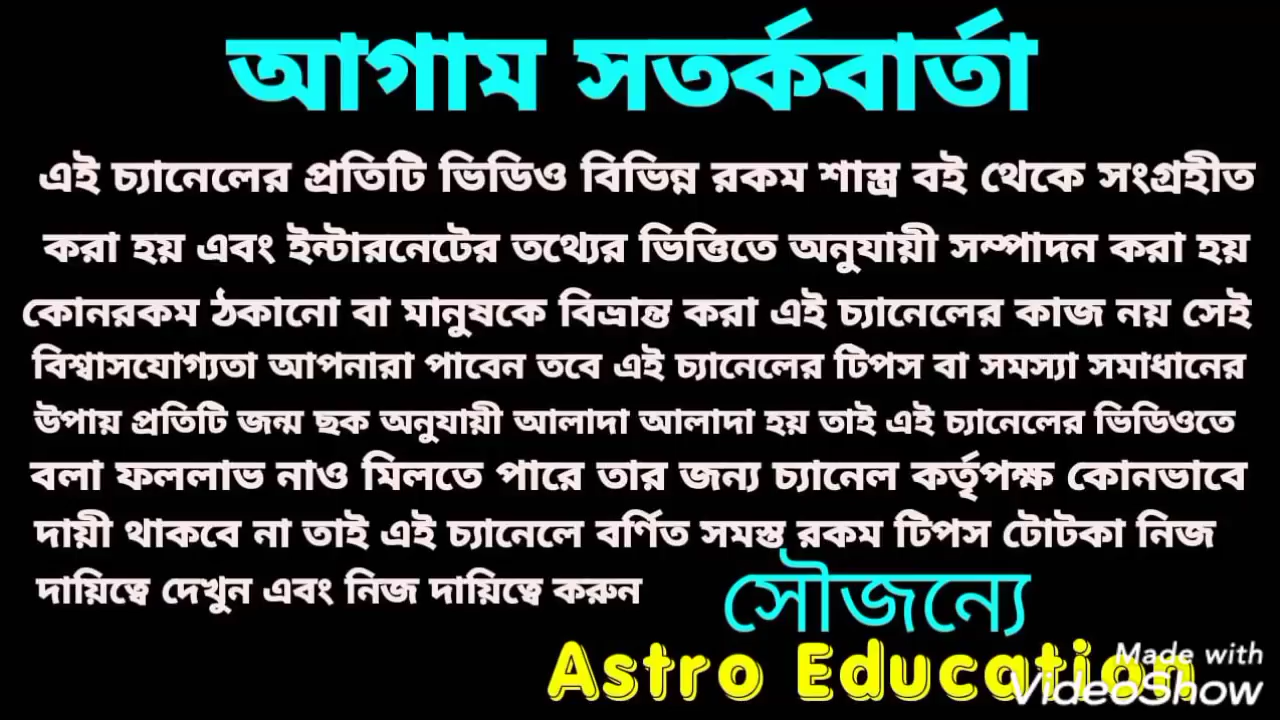 আগাম সতর্কবার্তা
এই চ্যানেলের প্রতিটি ভিডিও বিভিন্ন রকম শাস্ত্র বই থেকে সংগ্রহীত
করা হয় এবং ইন্টারনেটের তথ্যের ভিত্তিতে অনুযায়ী সম্পাদন করা হয়
কোনরকম ঠকানো বা মানুষকে বিভ্রান্ত করা এই চ্যানেলের কাজ নয় সেই
বিশ্বাসযোগ্যতা আপনারা পাবেন তবে এই চ্যানেলের টিপস বা সমস্যা সমাধানের
উপায় প্রতিটি জন্ম ছক অনুযায়ী আলাদা আলাদা হয় তাই এই চ্যানেলের ভিডিওতে
বলা ফললাভ নাও মিলতে পারে তার জন্য চ্যানেল কর্তৃপক্ষ কোনভাবে
দায়ী থাকবে না তাই এই চ্যানেলে বর্ণিত সমস্ত রকম টিপস টোটকা নিজ
দায়িত্বে দেখুন এবং নিজ দায়িত্বে করুন
সৌজন্যে
Astro Education
Made with
VideoShow